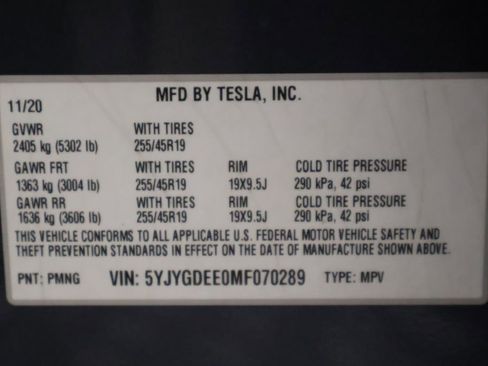 MFD BY TESLA, INC.
11/20
GVWR WITH TIRES
2405 kg (5302 lb) 255/45R19
GAWR FRT WITH TIRES RIM COLD TIRE PRESSURE
1363 kg (3004 lb) 255/45R19 19X9.5J 290 kPa, 42 psi
GAWR RR WITH TIRES RIM COLD TIRE PRESSURE
1636 kg (3606 lb) 255/45R19 19X9.5J 290 kPa, 42 psi
THIS VEHICLE CONFORMS TO ALL APPLICABLE U.S. FEDERAL MOTOR VEHICLE SAFETY AND
THEFT PREVENTION STANDARDS IN EFFECT ON THE DATE OF MANUFACTURE SHOWN ABOVE.
PNT: PMNG VIN: 5YJYGDEE0MF070289 TYPE: MPV